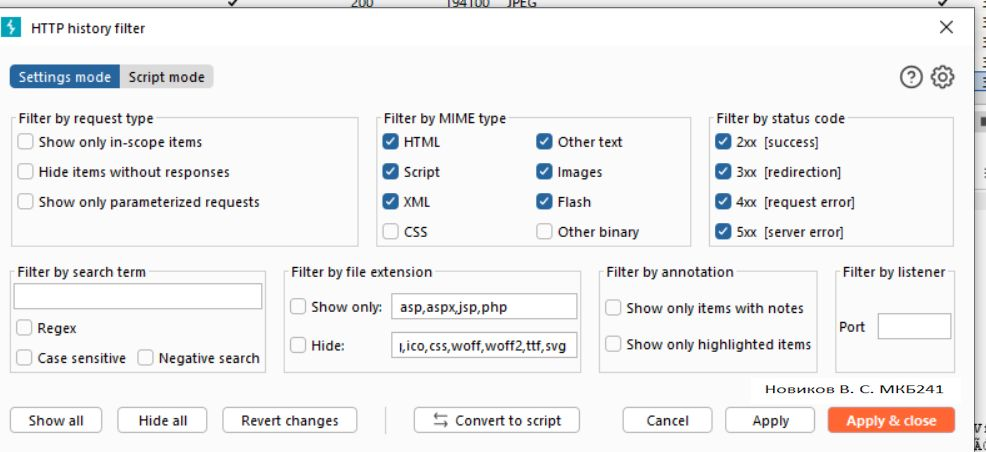 200 194100 JPEG
HTTP history filter
Settings mode Script mode
Filter by request type
Show only in-scope items
Hide items without responses
Show only parameterized requests
Filter by MIME type
HTML Other text
Script Images
XML Flash
CSS Other binary
Filter by status code
2xx [success]
3xx [redirection]
4xx [request error]
5xx [server error]
Filter by search term
Regex
Case sensitive Negative search
Filter by file extension
Show only: asp,aspx,jsp,php
Hide: ,ico,css,woff,woff2,ttf,svg
Filter by annotation
Show only items with notes
Show only highlighted items
Filter by listener
Port
Новиков В. С. МКБ241
Show all Hide all Revert changes Convert to script Cancel Apply Apply & close